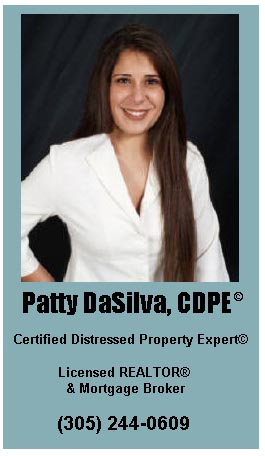 Patty DaSilva, CDPE©
Certified Distressed Property Expert©
Licensed REALTOR®
& Mortgage Broker
(305) 244-0609